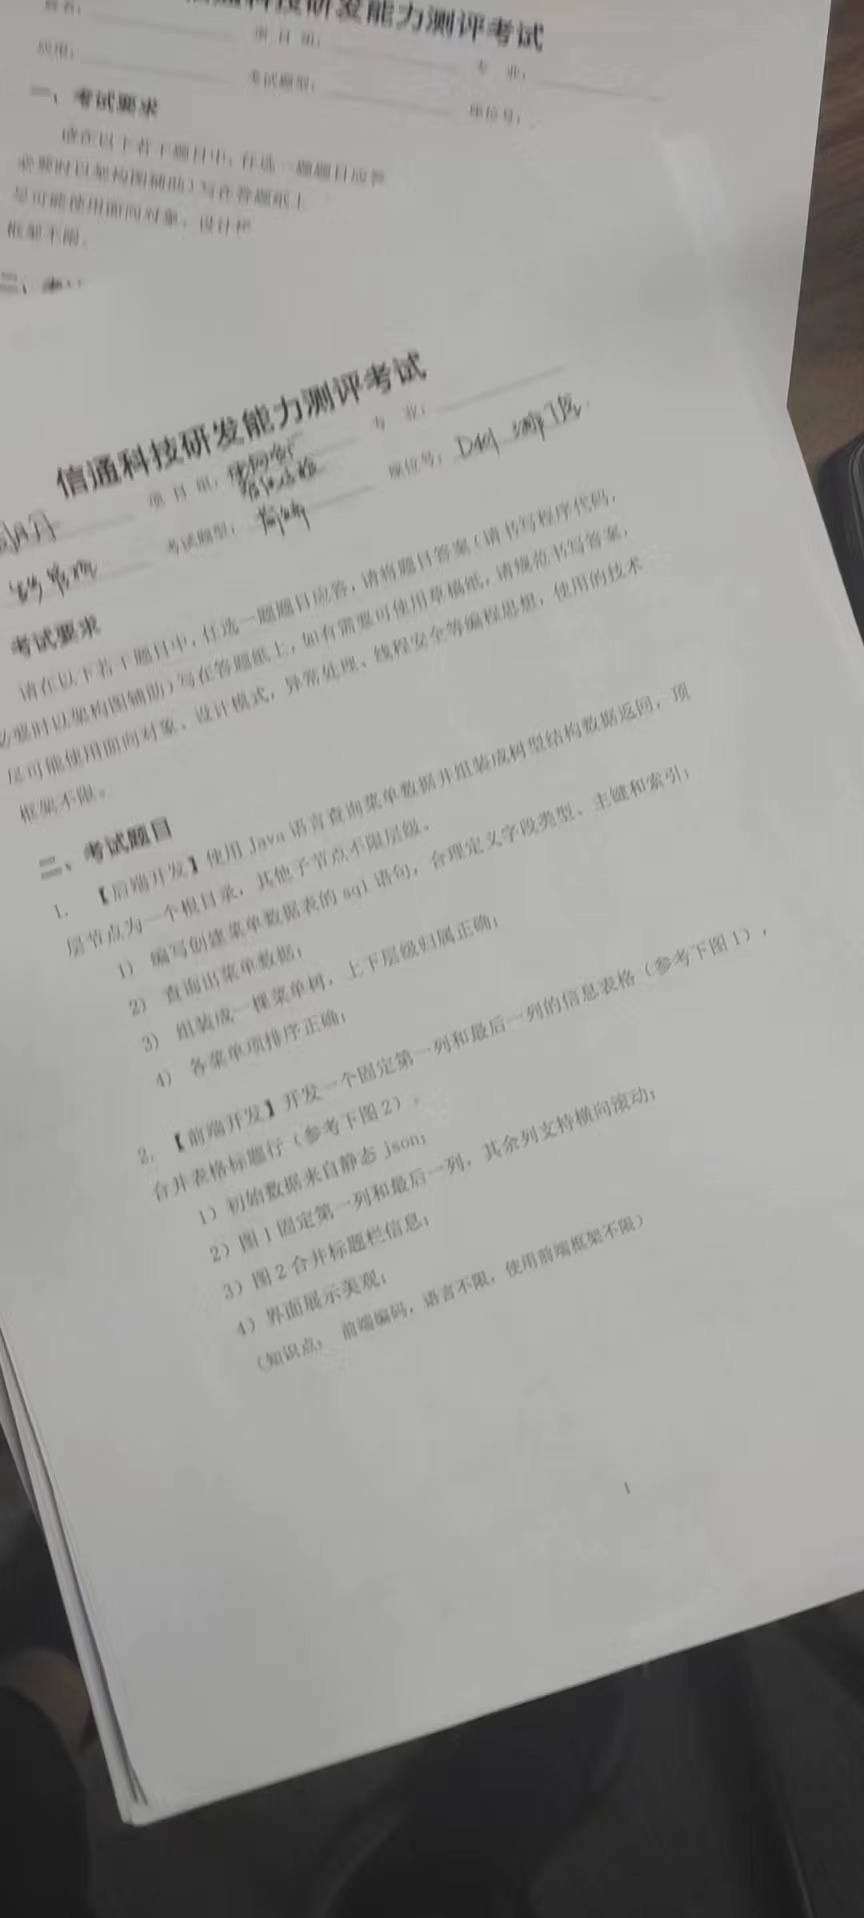 技研发能力测评考试
项 目 组：
专 业：
应用：
考试题型：
座位号：
一、考试要求
请在以下若干题目中，任选一题题目应答
必要时以架构图辅助）写在答题纸上
尽可能使用面向对象、设计模
框架不限。
二、
信通科技研发能力测评考试
项 目 组：
专 业：
考试题型：前端
座位号：
考试要求
请在以下若干题目中，任选一题题目应答，请将题目答案（请书写程序代码，
必要时以架构图辅助）写在答题纸上，如有需要可使用草稿纸，请规范书写答案，
尽可能使用面向对象、设计模式，异常处理、线程安全等编程思想，使用的技术
框架不限。
二、考试题目
1. 【后端开发】使用 Java 语言查询菜单数据并组装成树型结构数据返回，顶
层节点为一个根目录，其他子节点不限层级。
1） 编写创建菜单数据表的 sql 语句，合理定义字段类型、主键和索引；
2） 查询出菜单数据；
3） 组装成一棵菜单树，上下层级归属正确；
4） 各菜单项排序正确；
2. 【前端开发】开发一个固定第一列和最后一列的信息表格（参考下图 1），
合并表格标题行（参考下图 2）。
1）初始数据来自静态 json；
2）图 1 固定第一列和最后一列，其余列支持横向滚动；
3）图 2 合并标题栏信息；
4）界面展示美观；
（知识点： 前端编码，语言不限，使用前端框架不限）
1